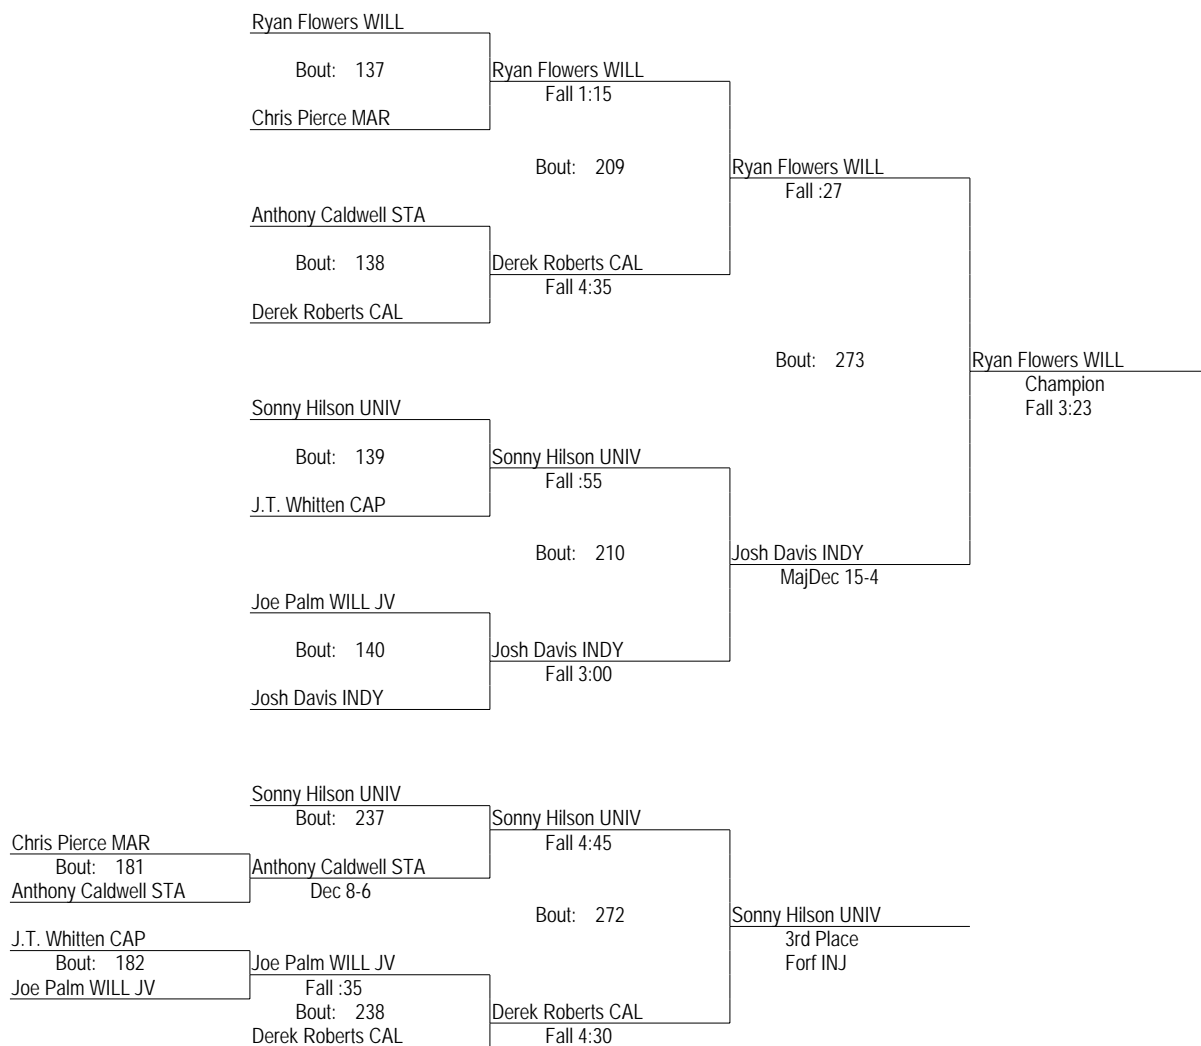 Ryan Flowers WILL
Bout: 137
Ryan Flowers WILL
Fall 1:15
Chris Pierce MAR
Bout: 209
Ryan Flowers WILL
Fall :27
Anthony Caldwell STA
Bout: 138
Derek Roberts CAL
Fall 4:35
Derek Roberts CAL
Bout: 273
Ryan Flowers WILL
Champion
Fall 3:23
Sonny Hilson UNIV
Bout: 139
Sonny Hilson UNIV
Fall :55
J.T. Whitten CAP
Bout: 210
Josh Davis INDY
MajDec 15-4
Joe Palm WILL JV
Bout: 140
Josh Davis INDY
Fall 3:00
Josh Davis INDY
Sonny Hilson UNIV
Bout: 237
Sonny Hilson UNIV
Fall 4:45
Chris Pierce MAR
Bout: 181
Anthony Caldwell STA
Anthony Caldwell STA
Dec 8-6
Bout: 272
Sonny Hilson UNIV
3rd Place
Forf INJ
J.T. Whitten CAP
Bout: 182
Joe Palm WILL JV
Joe Palm WILL JV
Fall :35
Bout: 238
Derek Roberts CAL
Fall 4:30
Derek Roberts CAL